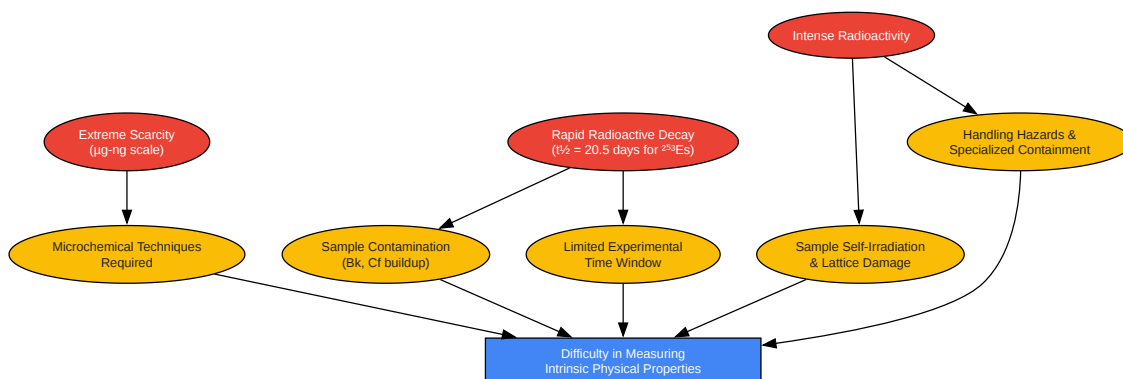 Intense Radioactivity
Extreme Scarcity
(µg-ng scale)
Rapid Radioactive Decay
(t½ = 20.5 days for ²⁵³Es)
Handling Hazards &
Specialized Containment
Microchemical Techniques
Required
Sample Contamination
(Bk, Cf buildup)
Limited Experimental
Time Window
Sample Self-Irradiation
& Lattice Damage
Difficulty in Measuring
Intrinsic Physical Properties